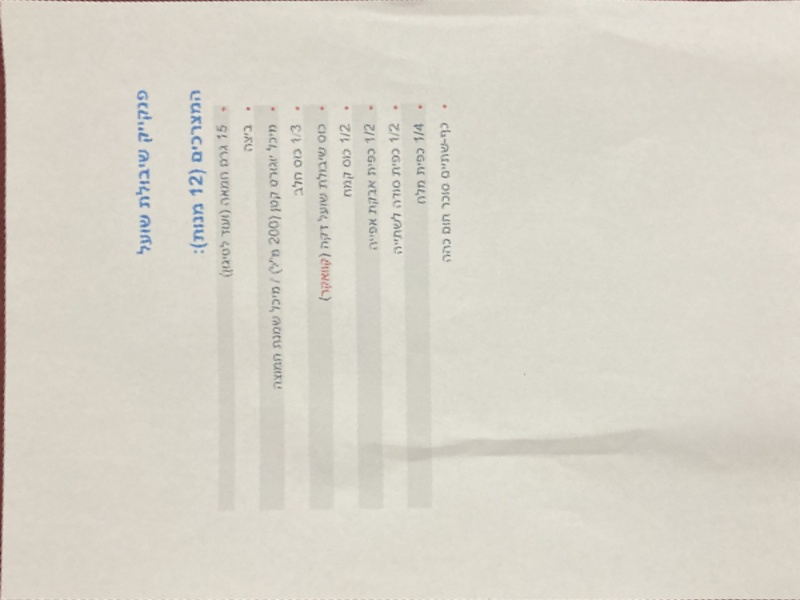 פנקייק שיבולת שועל
המצרכים (12 מנות):
• 15 גרם חמאה (ועוד לטיגון)
• ביצה
• מיכל יוגורט קטן (200 מ"ל) / מיכל שמנת חמוצה
• 1/3 כוס חלב
• כוס שיבולת שועל דקה (קוואקר)
• 1/2 כוס קמח
• 1/2 כפית אבקת אפייה
• 1/2 כפית סודה לשתייה
• 1/4 כפית מלח
• כף-שתיים סוכר חום כהה